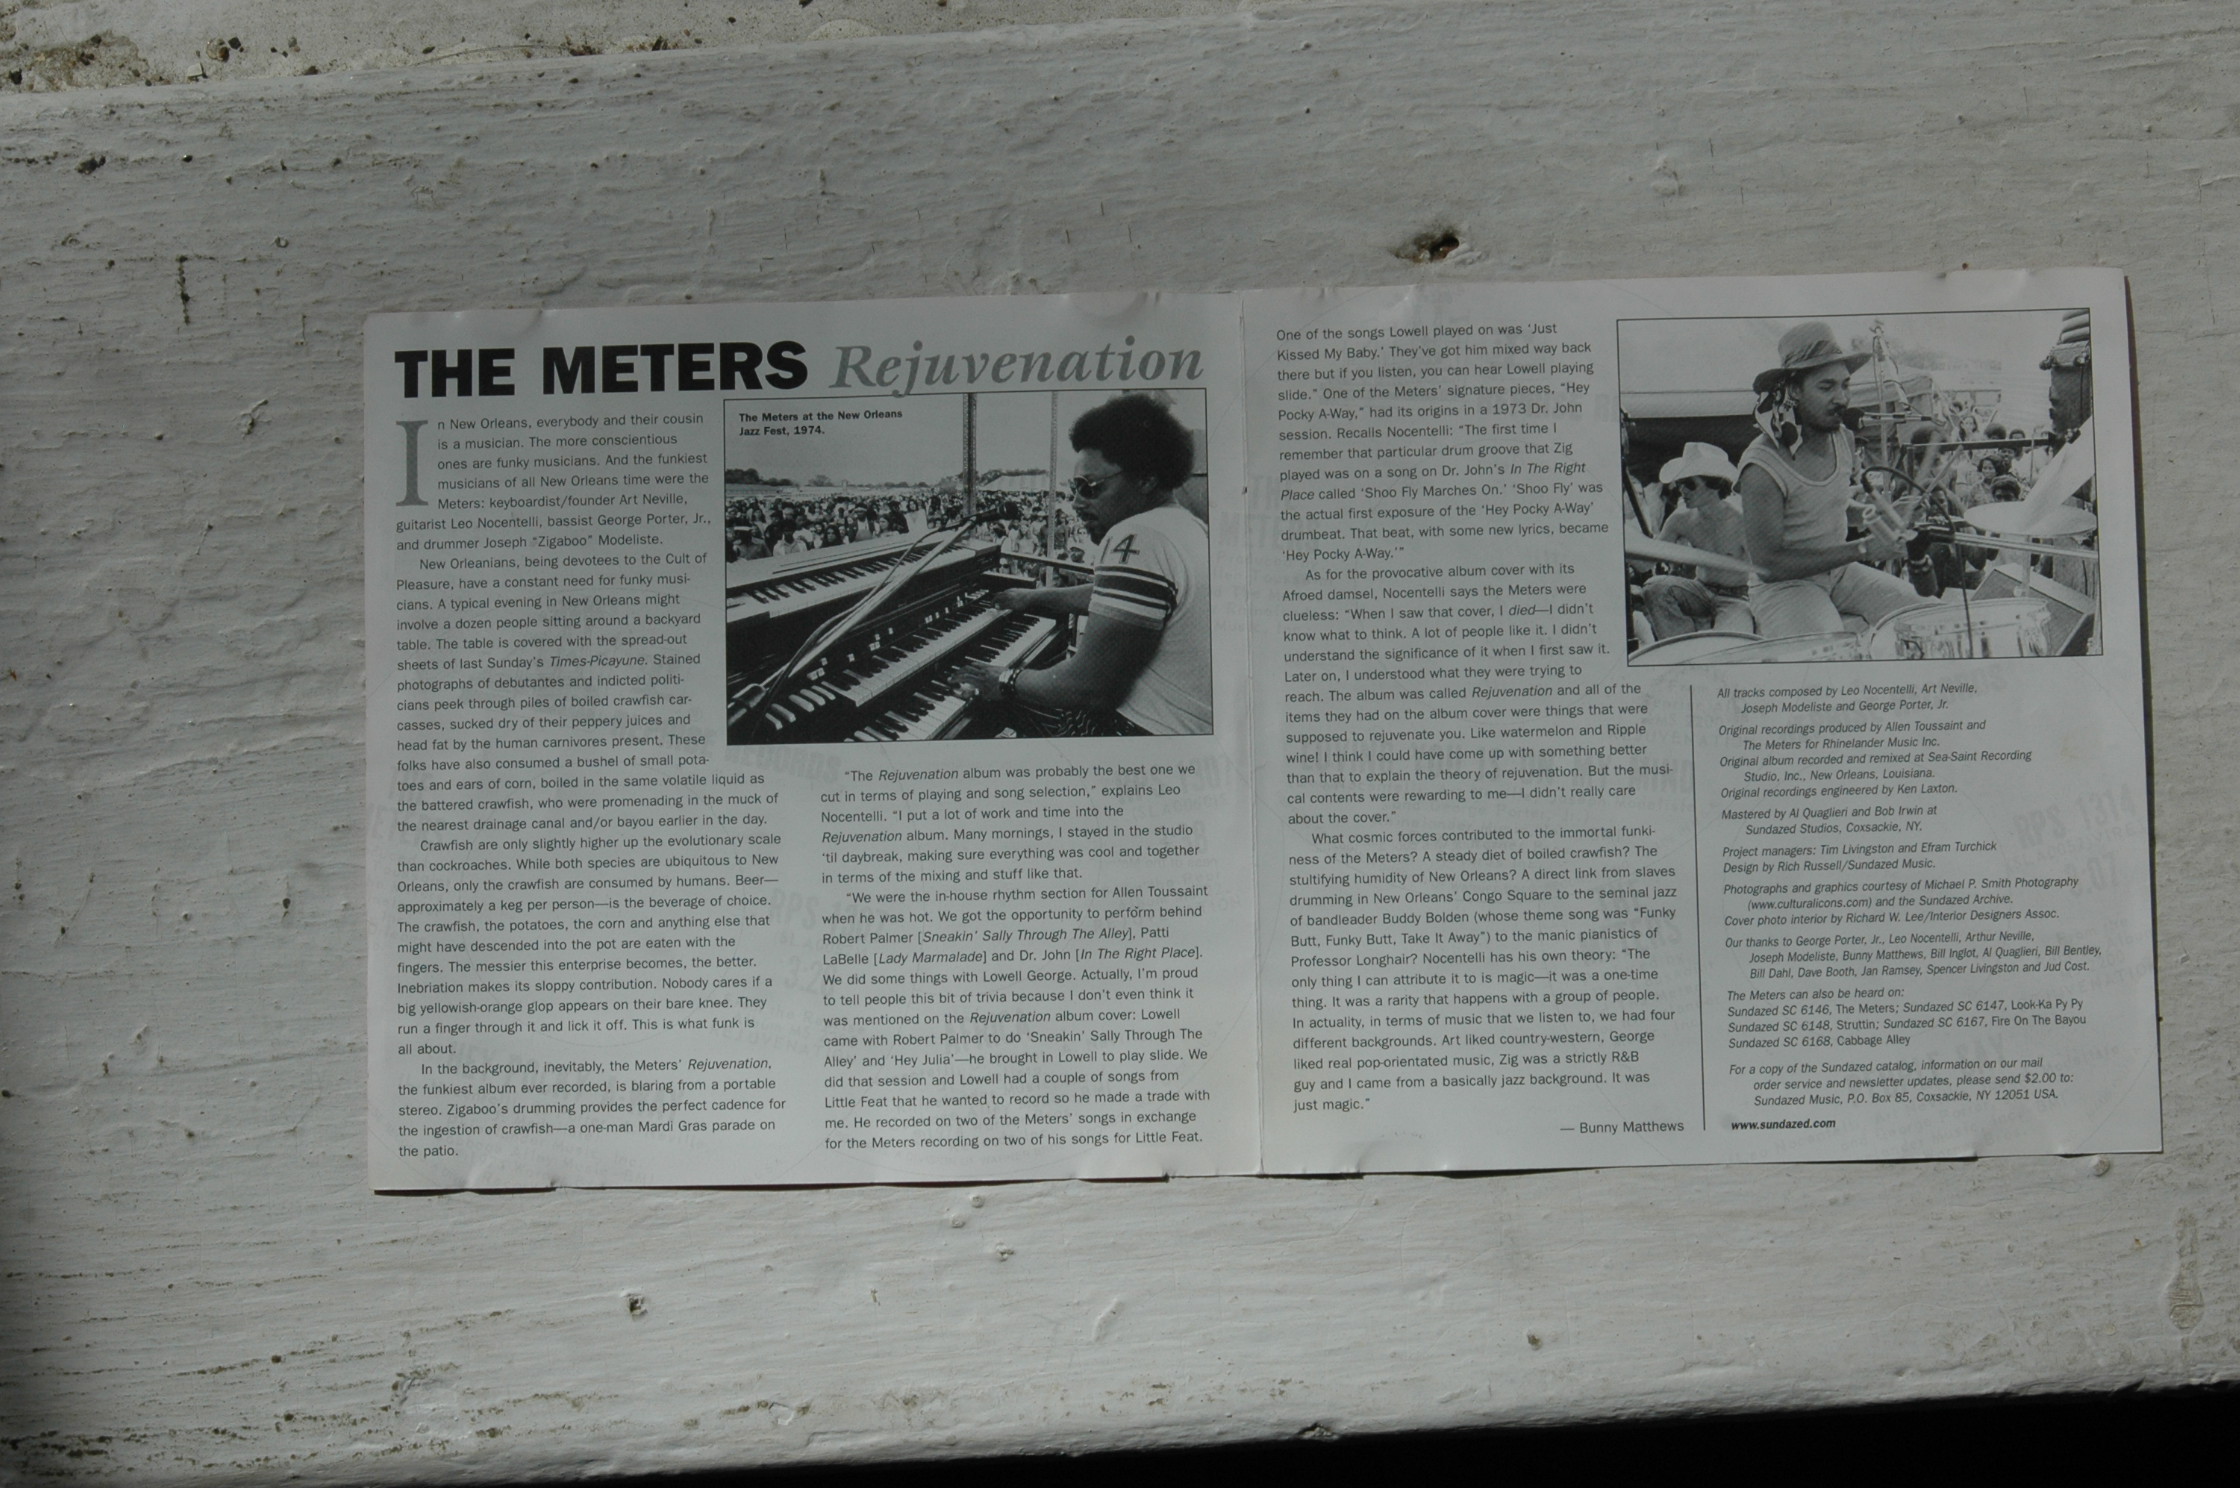 THE METERS Rejuvenation
In New Orleans, everybody and their cousin
is a musician. The more conscientious
ones are funky musicians. And the funkiest
musicians of all New Orleans time were the
Meters: keyboardist/founder Art Neville,
guitarist Leo Nocentelli, bassist George Porter, Jr.,
and drummer Joseph “Zigaboo” Modeliste.
New Orleanians, being devotees to the Cult of
Pleasure, have a constant need for funky musi-
cians. A typical evening in New Orleans might
involve a dozen people sitting around a backyard
table. The table is covered with the spread-out
sheets of last Sunday's Times-Picayune. Stained
photographs of debutantes and indicted politi-
cians peek through piles of boiled crawfish car-
casses, sucked dry of their peppery juices and
head fat by the human carnivores present. These
folks have also consumed a bushel of small pota-
toes and ears of corn, boiled in the same volatile liquid as
the battered crawfish, who were promenading in the muck of
the nearest drainage canal and/or bayou earlier in the day.
Crawfish are only slightly higher up the evolutionary scale
than cockroaches. While both species are ubiquitous to New
Orleans, only the crawfish are consumed by humans. Beer—
approximately a keg per person—is the beverage of choice.
The crawfish, the potatoes, the corn and anything else that
might have descended into the pot are eaten with the
fingers. The messier this enterprise becomes, the better.
Inebriation makes its sloppy contribution. Nobody cares if a
big yellowish-orange glop appears on their bare knee. They
run a finger through it and lick it off. This is what funk is
all about.
In the background, inevitably, the Meters' Rejuvenation,
the funkiest album ever recorded, is blaring from a portable
stereo. Zigaboo's drumming provides the perfect cadence for
the ingestion of crawfish—a one-man Mardi Gras parade on
the patio.
The Meters at the New Orleans
Jazz Fest, 1974.
4
“The Rejuvenation album was probably the best one we
cut in terms of playing and song selection,” explains Leo
Nocentelli. “I put a lot of work and time into the
Rejuvenation album. Many mornings, I stayed in the studio
'til daybreak, making sure everything was cool and together
in terms of the mixing and stuff like that.
“We were the in-house rhythm section for Allen Toussaint
when he was hot. We got the opportunity to perform behind
Robert Palmer [Sneakin' Sally Through The Alley], Patti
LaBelle [Lady Marmalade] and Dr. John [In The Right Place].
We did some things with Lowell George. Actually, I'm proud
to tell people this bit of trivia because I don't even think it
was mentioned on the Rejuvenation album cover: Lowell
came with Robert Palmer to do ‘Sneakin' Sally Through The
Alley’ and ‘Hey Julia’—he brought in Lowell to play slide. We
did that session and Lowell had a couple of songs from
Little Feat that he wanted to record so he made a trade with
me. He recorded on two of the Meters' songs in exchange
for the Meters recording on two of his songs for Little Feat.
One of the songs Lowell played on was ‘Just
Kissed My Baby.’ They've got him mixed way back
there but if you listen, you can hear Lowell playing
slide.” One of the Meters' signature pieces, “Hey
Pocky A-Way,” had its origins in a 1973 Dr. John
session. Recalls Nocentelli: “The first time I
remember that particular drum groove that Zig
played was on a song on Dr. John's In The Right
Place called ‘Shoo Fly Marches On.’ ‘Shoo Fly’ was
the actual first exposure of the ‘Hey Pocky A-Way’
drumbeat. That beat, with some new lyrics, became
‘Hey Pocky A-Way.’”
As for the provocative album cover with its
Afroed damsel, Nocentelli says the Meters were
clueless: “When I saw that cover, I died—I didn't
know what to think. A lot of people like it. I didn't
understand the significance of it when I first saw it.
Later on, I understood what they were trying to
reach. The album was called Rejuvenation and all of the
items they had on the album cover were things that were
supposed to rejuvenate you. Like watermelon and Ripple
wine! I think I could have come up with something better
than that to explain the theory of rejuvenation. But the musi-
cal contents were rewarding to me—I didn't really care
about the cover.”
What cosmic forces contributed to the immortal funki-
ness of the Meters? A steady diet of boiled crawfish? The
stultifying humidity of New Orleans? A direct link from slaves
drumming in New Orleans' Congo Square to the seminal jazz
of bandleader Buddy Bolden (whose theme song was “Funky
Butt, Funky Butt, Take It Away”) to the manic pianistics of
Professor Longhair? Nocentelli has his own theory: “The
only thing I can attribute it to is magic—it was a one-time
thing. It was a rarity that happens with a group of people.
In actuality, in terms of music that we listen to, we had four
different backgrounds. Art liked country-western, George
liked real pop-orientated music, Zig was a strictly R&B
guy and I came from a basically jazz background. It was
just magic.”
— Bunny Matthews
All tracks composed by Leo Nocentelli, Art Neville,
Joseph Modeliste and George Porter, Jr.
Original recordings produced by Allen Toussaint and
The Meters for Rhinelander Music Inc.
Original album recorded and remixed at Sea-Saint Recording
Studio, Inc., New Orleans, Louisiana.
Original recordings engineered by Ken Laxton.
Mastered by Al Quaglieri and Bob Irwin at
Sundazed Studios, Coxsackie, NY.
Project managers: Tim Livingston and Efram Turchick
Design by Rich Russell/Sundazed Music.
Photographs and graphics courtesy of Michael P. Smith Photography
(www.culturalicons.com) and the Sundazed Archive.
Cover photo interior by Richard W. Lee/Interior Designers Assoc.
Our thanks to George Porter, Jr., Leo Nocentelli, Arthur Neville,
Joseph Modeliste, Bunny Matthews, Bill Inglot, Al Quaglieri, Bill Bentley,
Bill Dahl, Dave Booth, Jan Ramsey, Spencer Livingston and Jud Cost.
The Meters can also be heard on:
Sundazed SC 6146, The Meters; Sundazed SC 6147, Look-Ka Py Py
Sundazed SC 6148, Struttin; Sundazed SC 6167, Fire On The Bayou
Sundazed SC 6168, Cabbage Alley
For a copy of the Sundazed catalog, information on our mail
order service and newsletter updates, please send $2.00 to:
Sundazed Music, P.O. Box 85, Coxsackie, NY 12051 USA.
www.sundazed.com